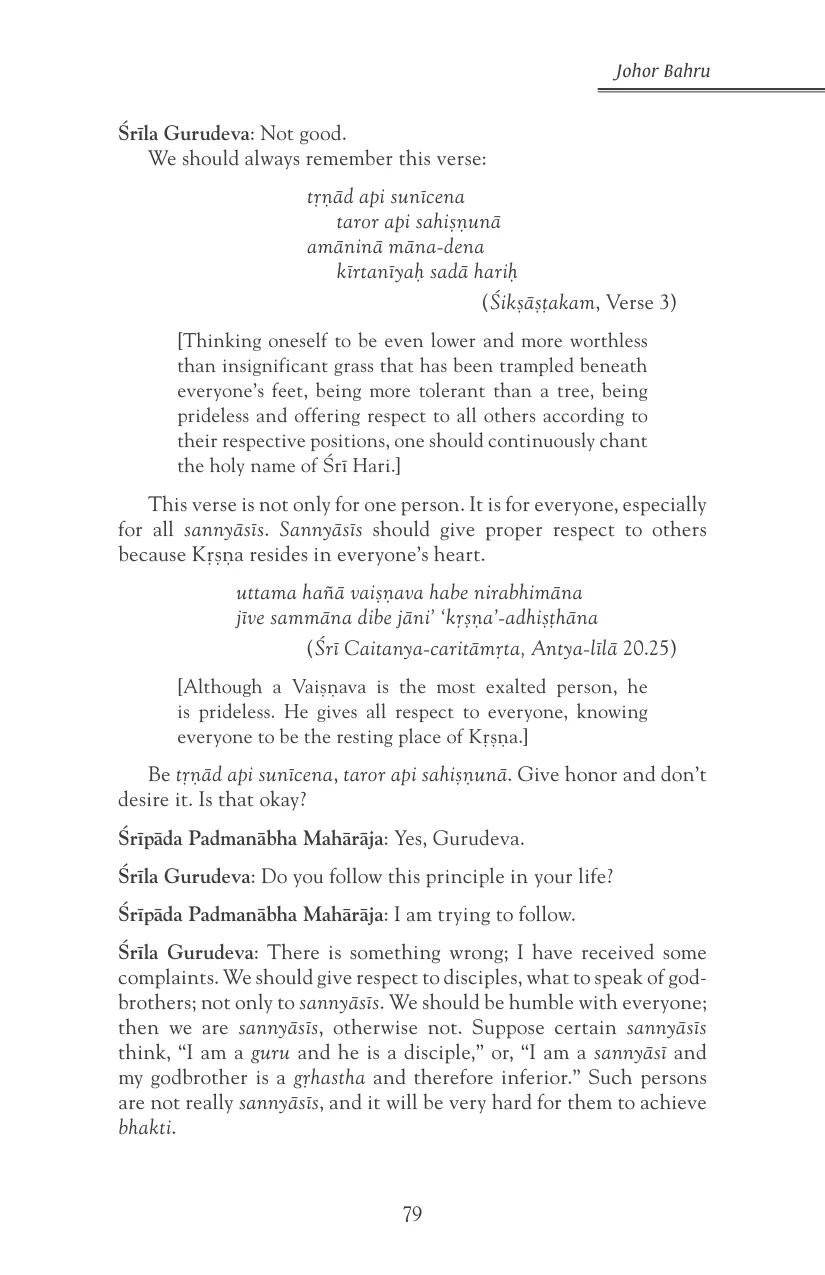 Johor Bahru
Śrīla Gurudeva: Not good.
We should always remember this verse:
tṛṇād api sunīcena
taror api sahiṣṇunā
amāninā māna-dena
kīrtanīyaḥ sadā hariḥ
(Śikṣāṣṭakam, Verse 3)
[Thinking oneself to be even lower and more worthless
than insignificant grass that has been trampled beneath
everyone’s feet, being more tolerant than a tree, being
prideless and offering respect to all others according to
their respective positions, one should continuously chant
the holy name of Śrī Hari.]
This verse is not only for one person. It is for everyone, especially
for all sannyāsīs. Sannyāsīs should give proper respect to others
because Kṛṣṇa resides in everyone’s heart.
uttama hañā vaiṣṇava habe nirabhimāna
jīve sammāna dibe jāni’ ‘kṛṣṇa’-adhiṣṭhāna
(Śrī Caitanya-caritāmṛta, Antya-līlā 20.25)
[Although a Vaiṣṇava is the most exalted person, he
is prideless. He gives all respect to everyone, knowing
everyone to be the resting place of Kṛṣṇa.]
Be tṛṇād api sunīcena, taror api sahiṣṇunā. Give honor and don’t
desire it. Is that okay?
Śrīpāda Padmanābha Mahārāja: Yes, Gurudeva.
Śrīla Gurudeva: Do you follow this principle in your life?
Śrīpāda Padmanābha Mahārāja: I am trying to follow.
Śrīla Gurudeva: There is something wrong; I have received some
complaints. We should give respect to disciples, what to speak of god-
brothers; not only to sannyāsīs. We should be humble with everyone;
then we are sannyāsīs, otherwise not. Suppose certain sannyāsīs
think, “I am a guru and he is a disciple,” or, “I am a sannyāsī and
my godbrother is a gṛhastha and therefore inferior.” Such persons
are not really sannyāsīs, and it will be very hard for them to achieve
bhakti.
79